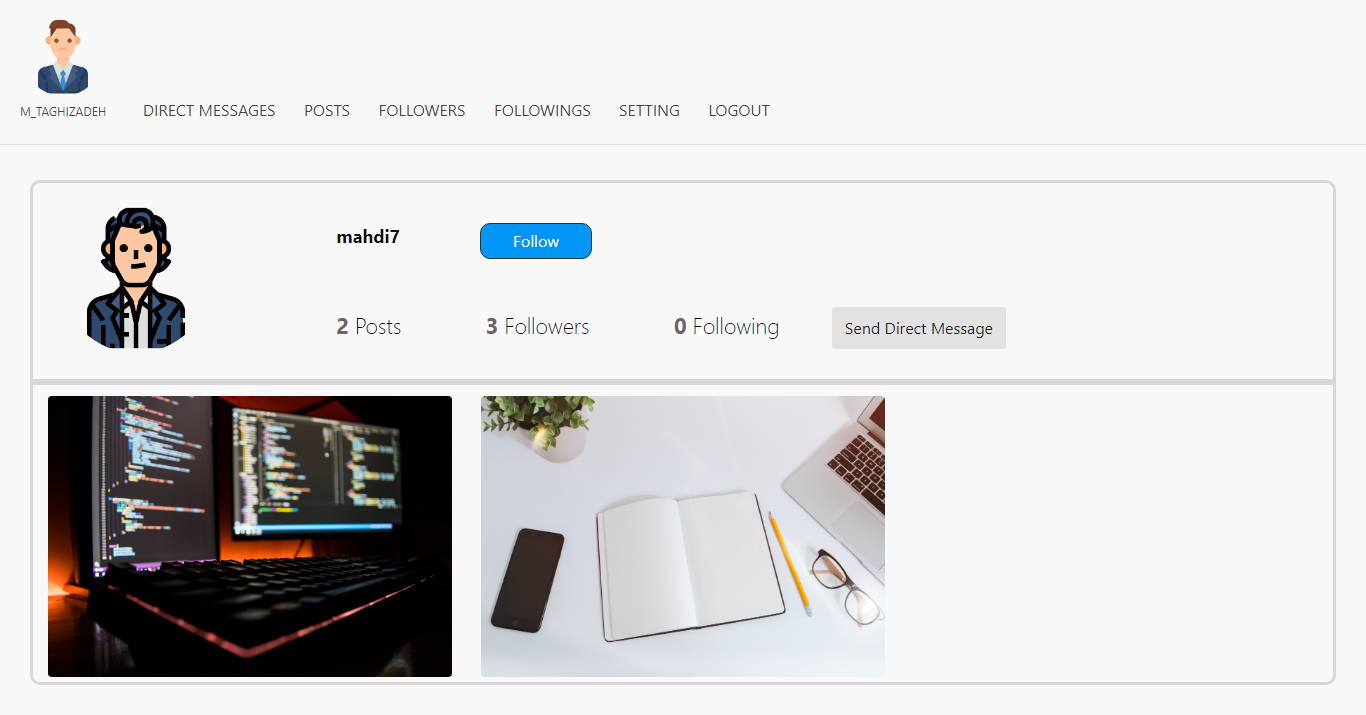 M_TAGHIZADEH DIRECT MESSAGES POSTS FOLLOWERS FOLLOWINGS SETTING LOGOUT
mahdi7 Follow
2 Posts 3 Followers 0 Following Send Direct Message